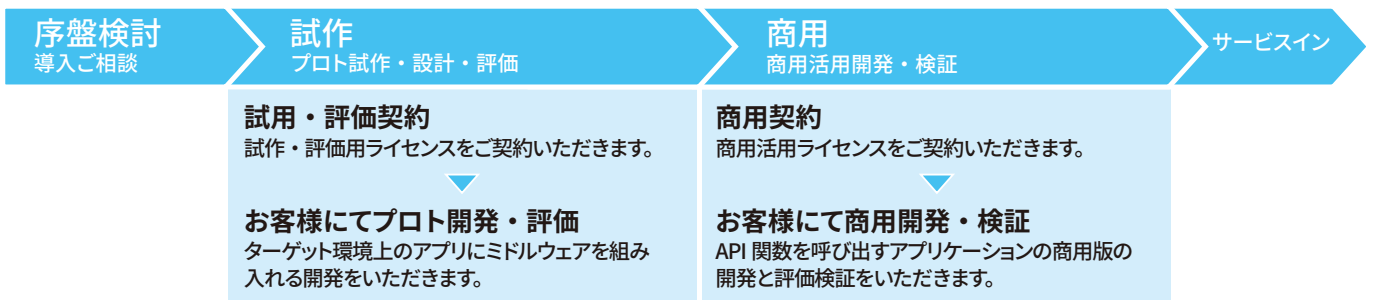 序盤検討
導入ご相談
試作
プロト試作・設計・評価
商用
商用活用開発・検証
サービスイン
試用・評価契約
試作・評価用ライセンスをご契約いただきます。
お客様にてプロト開発・評価
ターゲット環境上のアプリにミドルウェアを組み
入れる開発をいただきます。
商用契約
商用活用ライセンスをご契約いただきます。
お客様にて商用開発・検証
API 関数を呼び出すアプリケーションの商用版の
開発と評価検証をいただきます。